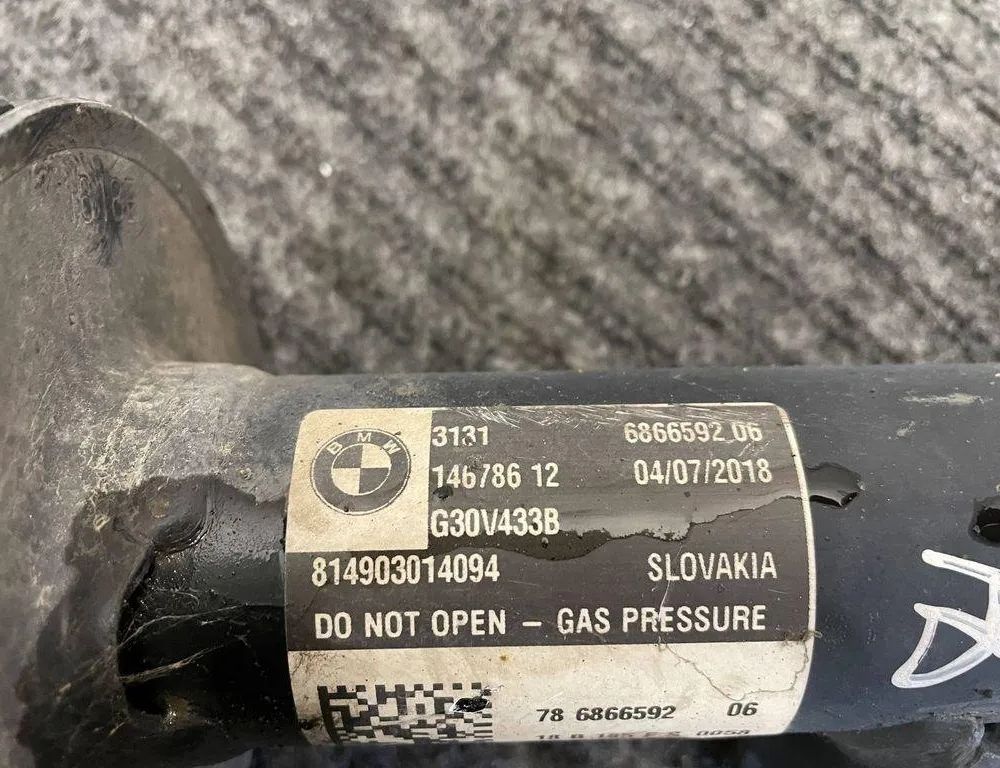 BMW
3131 6866592 06
146786 12 04/07/2018
G30V433B
814903014094 SLOVAKIA
DO NOT OPEN – GAS PRESSURE
78 6866592 06